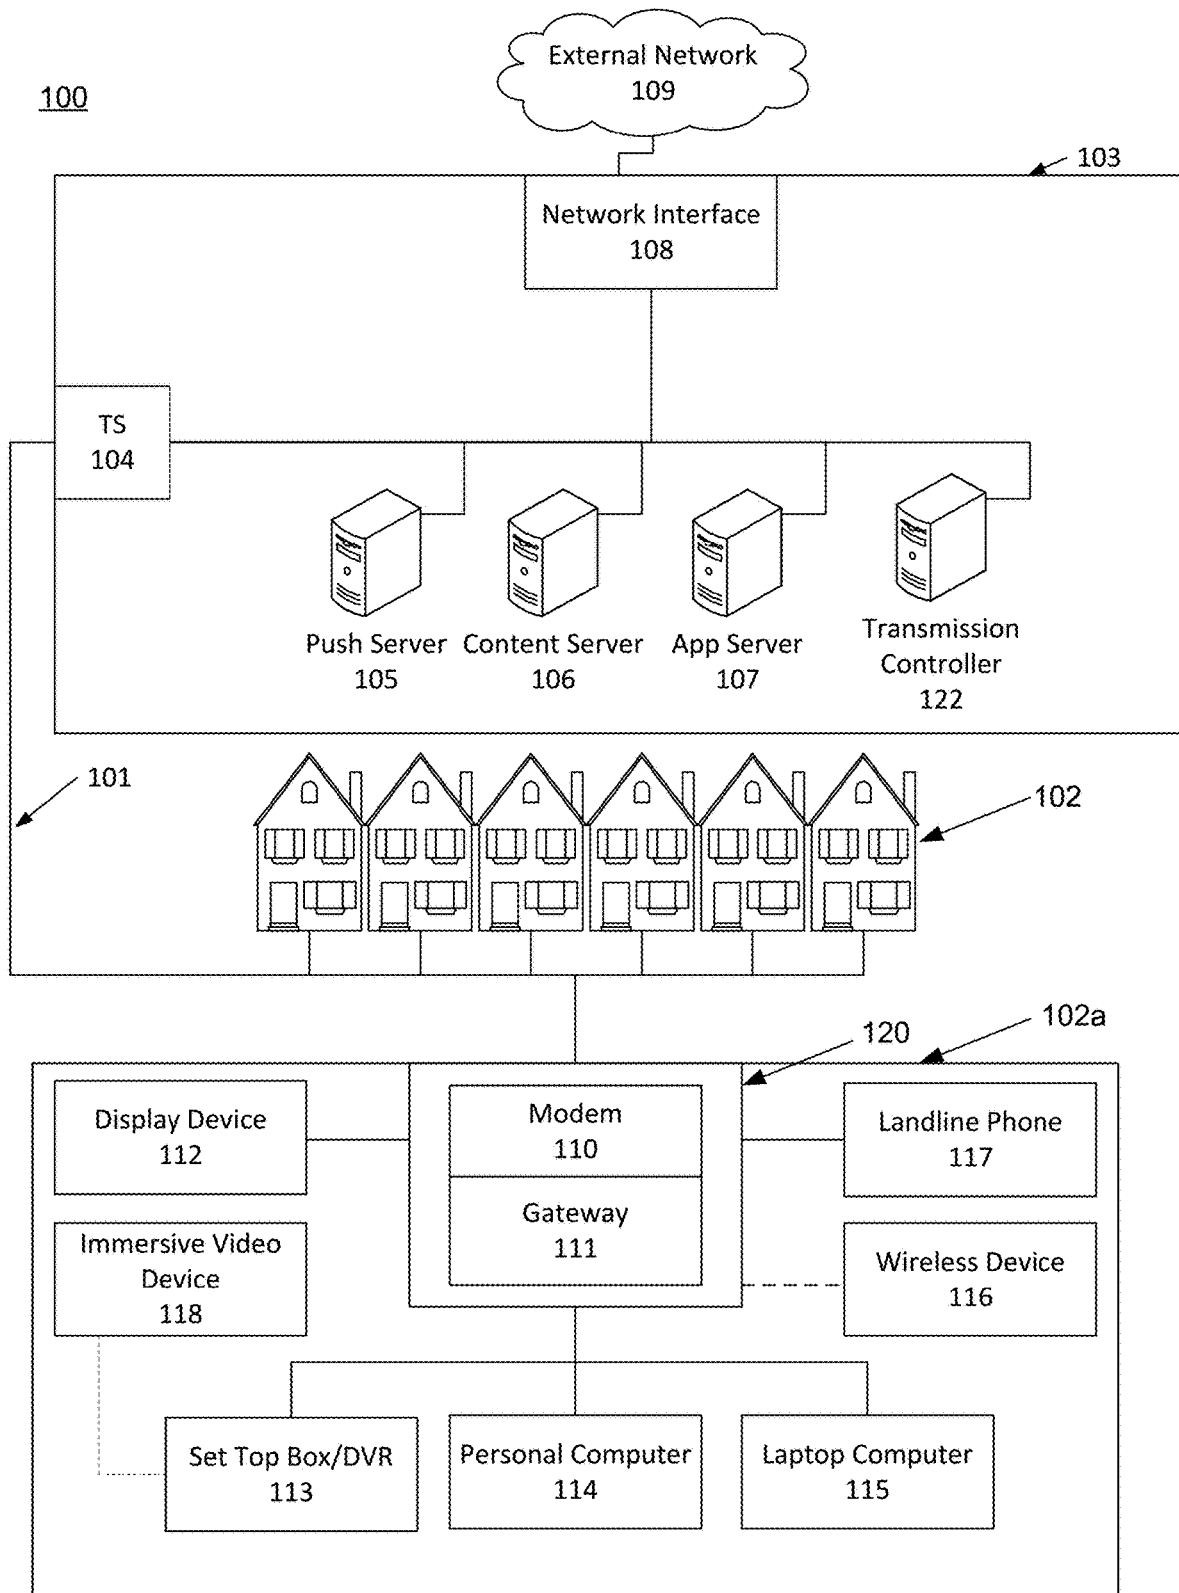 External Network
109
100
103
Network Interface
108
TS
104
Push Server
105
Content Server
106
App Server
107
Transmission
Controller
122
101
102
102a
120
Display Device
112
Modem
110
Landline Phone
117
Gateway
111
Immersive Video
Device
118
Wireless Device
116
Set Top Box/DVR
113
Personal Computer
114
Laptop Computer
115